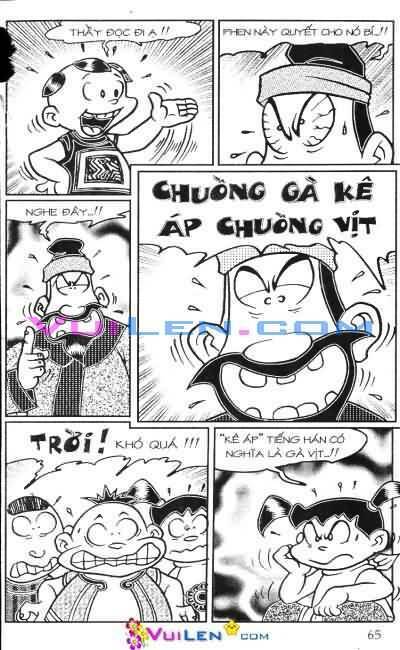 THẦY ĐỌC ĐI Ạ !!
PHEN NÀY QUYẾT CHO NÓ BÍ..!!
NGHE ĐÂY...!!
CHUỒNG GÀ KÊ
ÁP CHUỒNG VỊT
VUILEN.COM
TRỜI! KHÓ QUÁ !!!
"KÊ ÁP" TIẾNG HÁN CÓ
NGHĨA LÀ GÀ VỊT..!!
65
VUILEN.COM